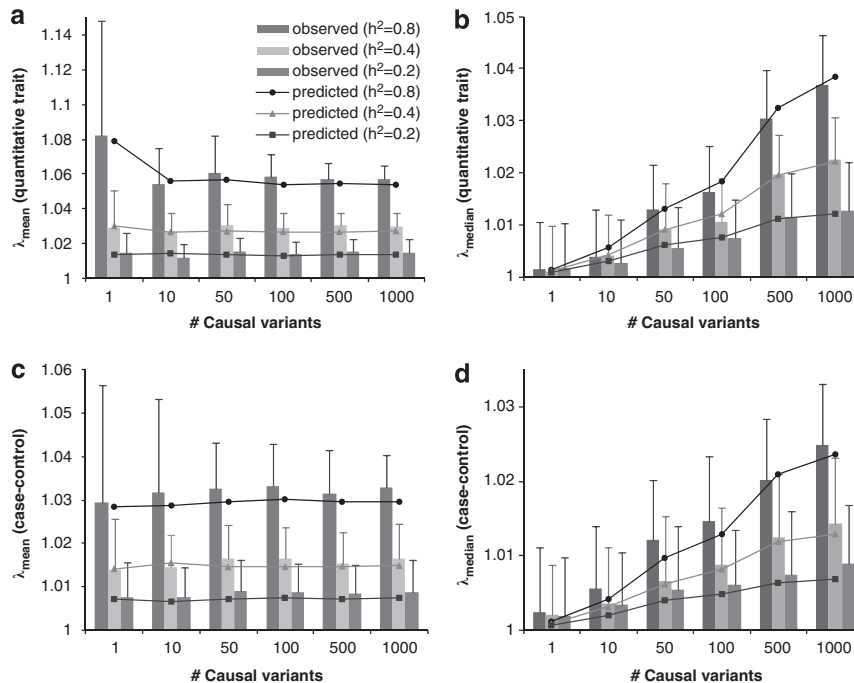 a
observed (h²=0.8)
observed (h²=0.4)
observed (h²=0.2)
predicted (h²=0.8)
predicted (h²=0.4)
predicted (h²=0.2)
λmean (quantitative trait)
1.14
1.12
1.1
1.08
1.06
1.04
1.02
1
1 10 50 100 500 1000
# Causal variants
b
λmedian (quantitative trait)
1.05
1.04
1.03
1.02
1.01
1
1 10 50 100 500 1000
# Causal variants
c
λmean (case-control)
1.06
1.05
1.04
1.03
1.02
1.01
1
1 10 50 100 500 1000
# Causal variants
d
λmedian (case-control)
1.03
1.02
1.01
1
1 10 50 100 500 1000
# Causal variants